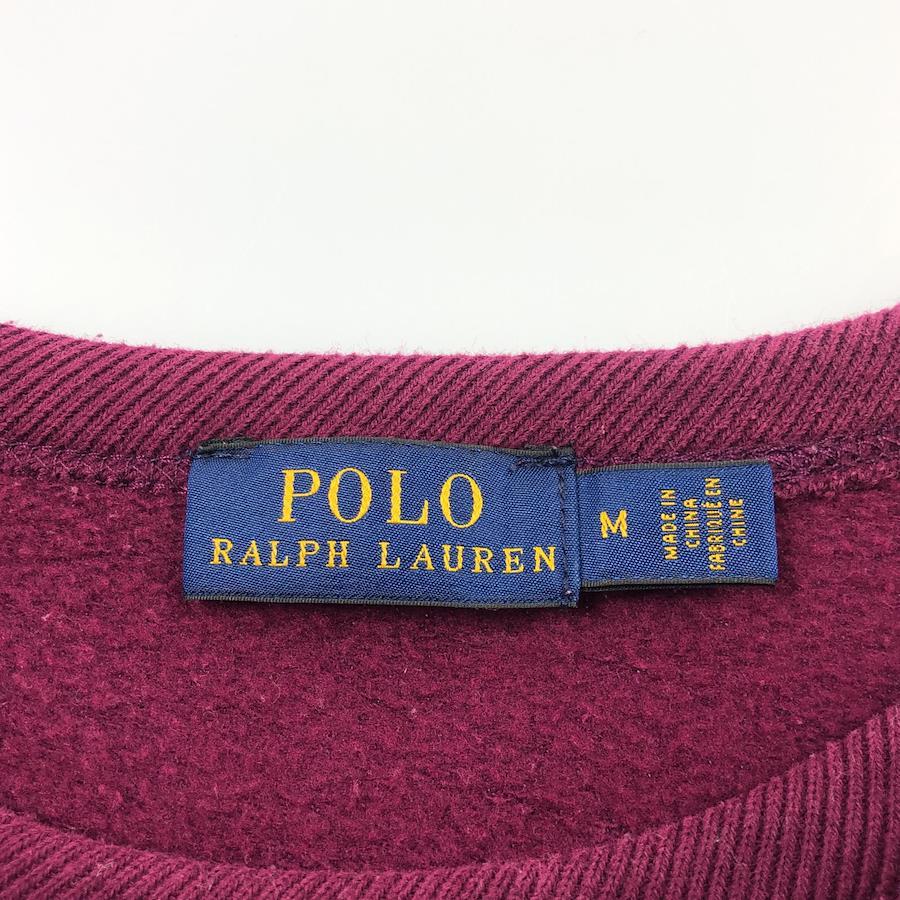 POLO
RALPH LAUREN
M
MADE IN
CHINA
FABRIQUÉ EN
CHINE